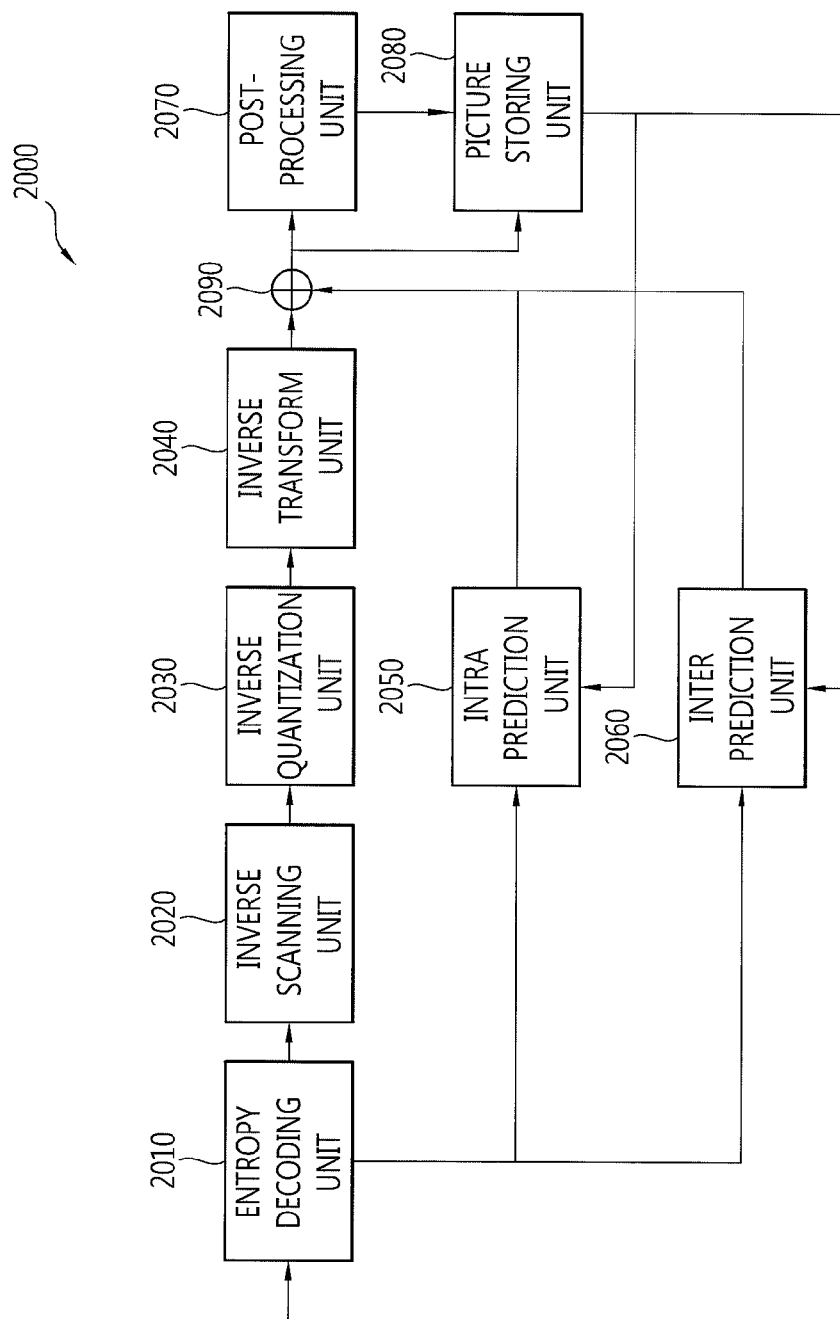 2000
2010
ENTROPY
DECODING
UNIT
2020
INVERSE
SCANNING
UNIT
2030
INVERSE
QUANTIZATION
UNIT
2040
INVERSE
TRANSFORM
UNIT
2090
2070
POST-
PROCESSING
UNIT
2050
INTRA
PREDICTION
UNIT
2080
PICTURE
STORING
UNIT
2060
INTER
PREDICTION
UNIT